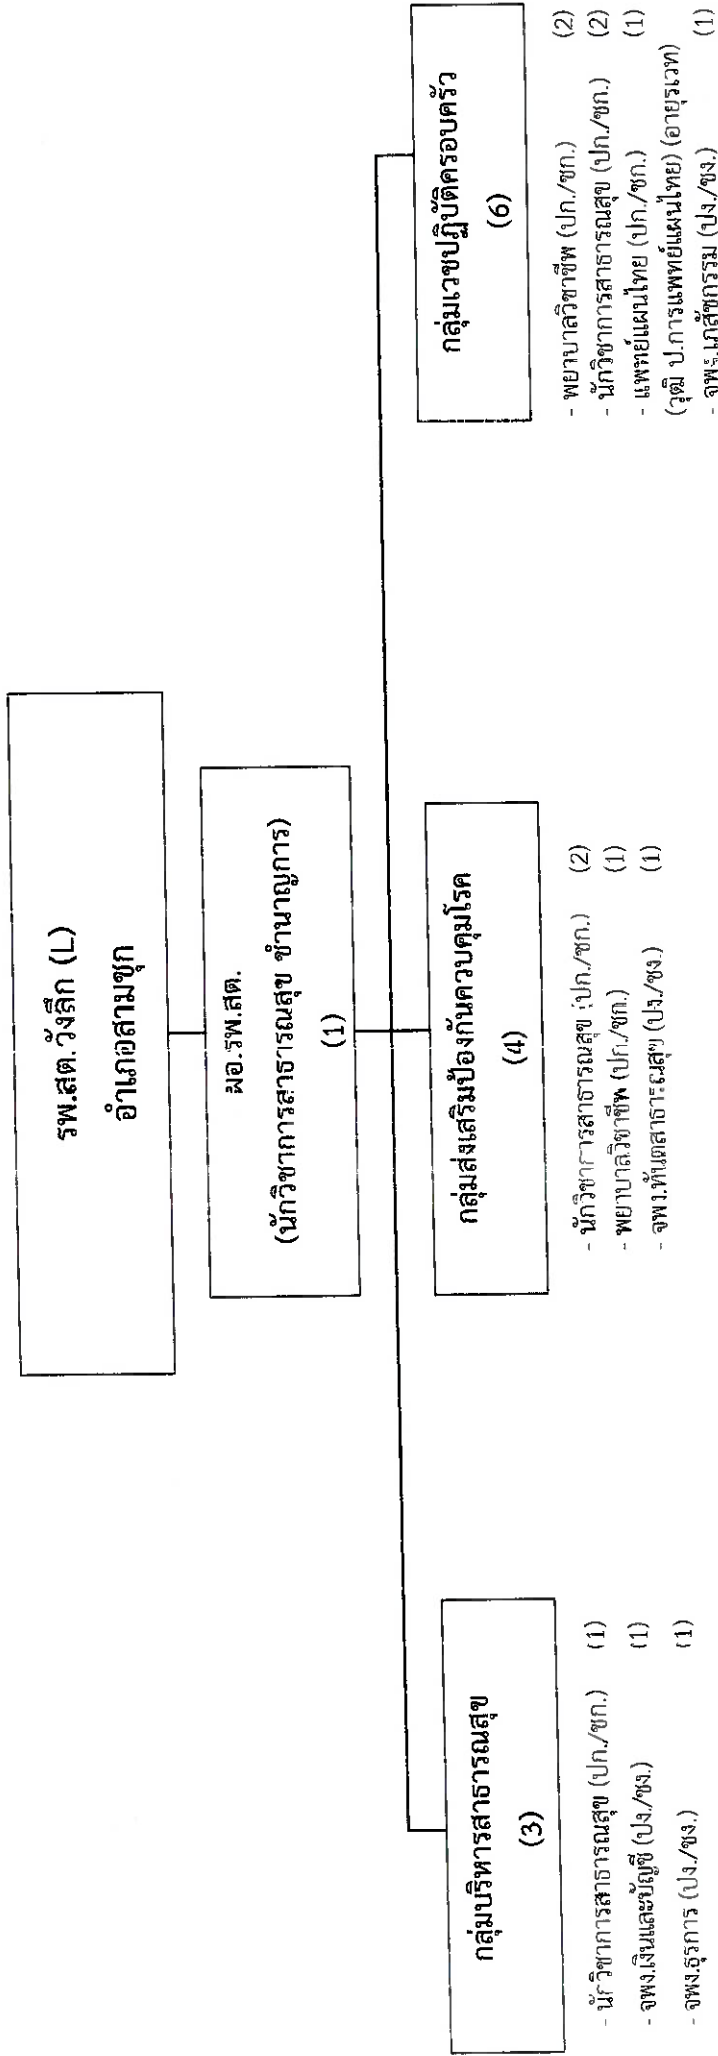 รพ.สต.วังลึก (L)
อำเภอสามชุก
ผอ.รพ.สต.
(นักวิชาการสาธารณสุข ชำนาญการ)
(1)
กลุ่มบริหารสาธารณสุข
(3)
- นักวิชาการสาธารณสุข (ปก./ชก.) (1)
- จพง.เงินและบัญชี (ปง./ชง.) (1)
- จพง.ธุรการ (ปง./ชง.) (1)
กลุ่มส่งเสริมป้องกันควบคุมโรค
(4)
- นักวิชาการสาธารณสุข (ปก./ชก.) (2)
- พยาบาลวิชาชีพ (ปก./ชก.) (1)
- จพง.ทันตสาธารณสุข (ปง./ชง.) (1)
กลุ่มเวชปฏิบัติครอบครัว
(6)
- พยาบาลวิชาชีพ (ปก./ชก.) (2)
- นักวิชาการสาธารณสุข (ปก./ชก.) (2)
- แพทย์แผนไทย (ปก./ชก.) (1)
(วุฒิ ป.การแพทย์แผนไทย) (อายุรเวท)
- จพง.เภสัชกรรม (ปง./ชง.) (1)